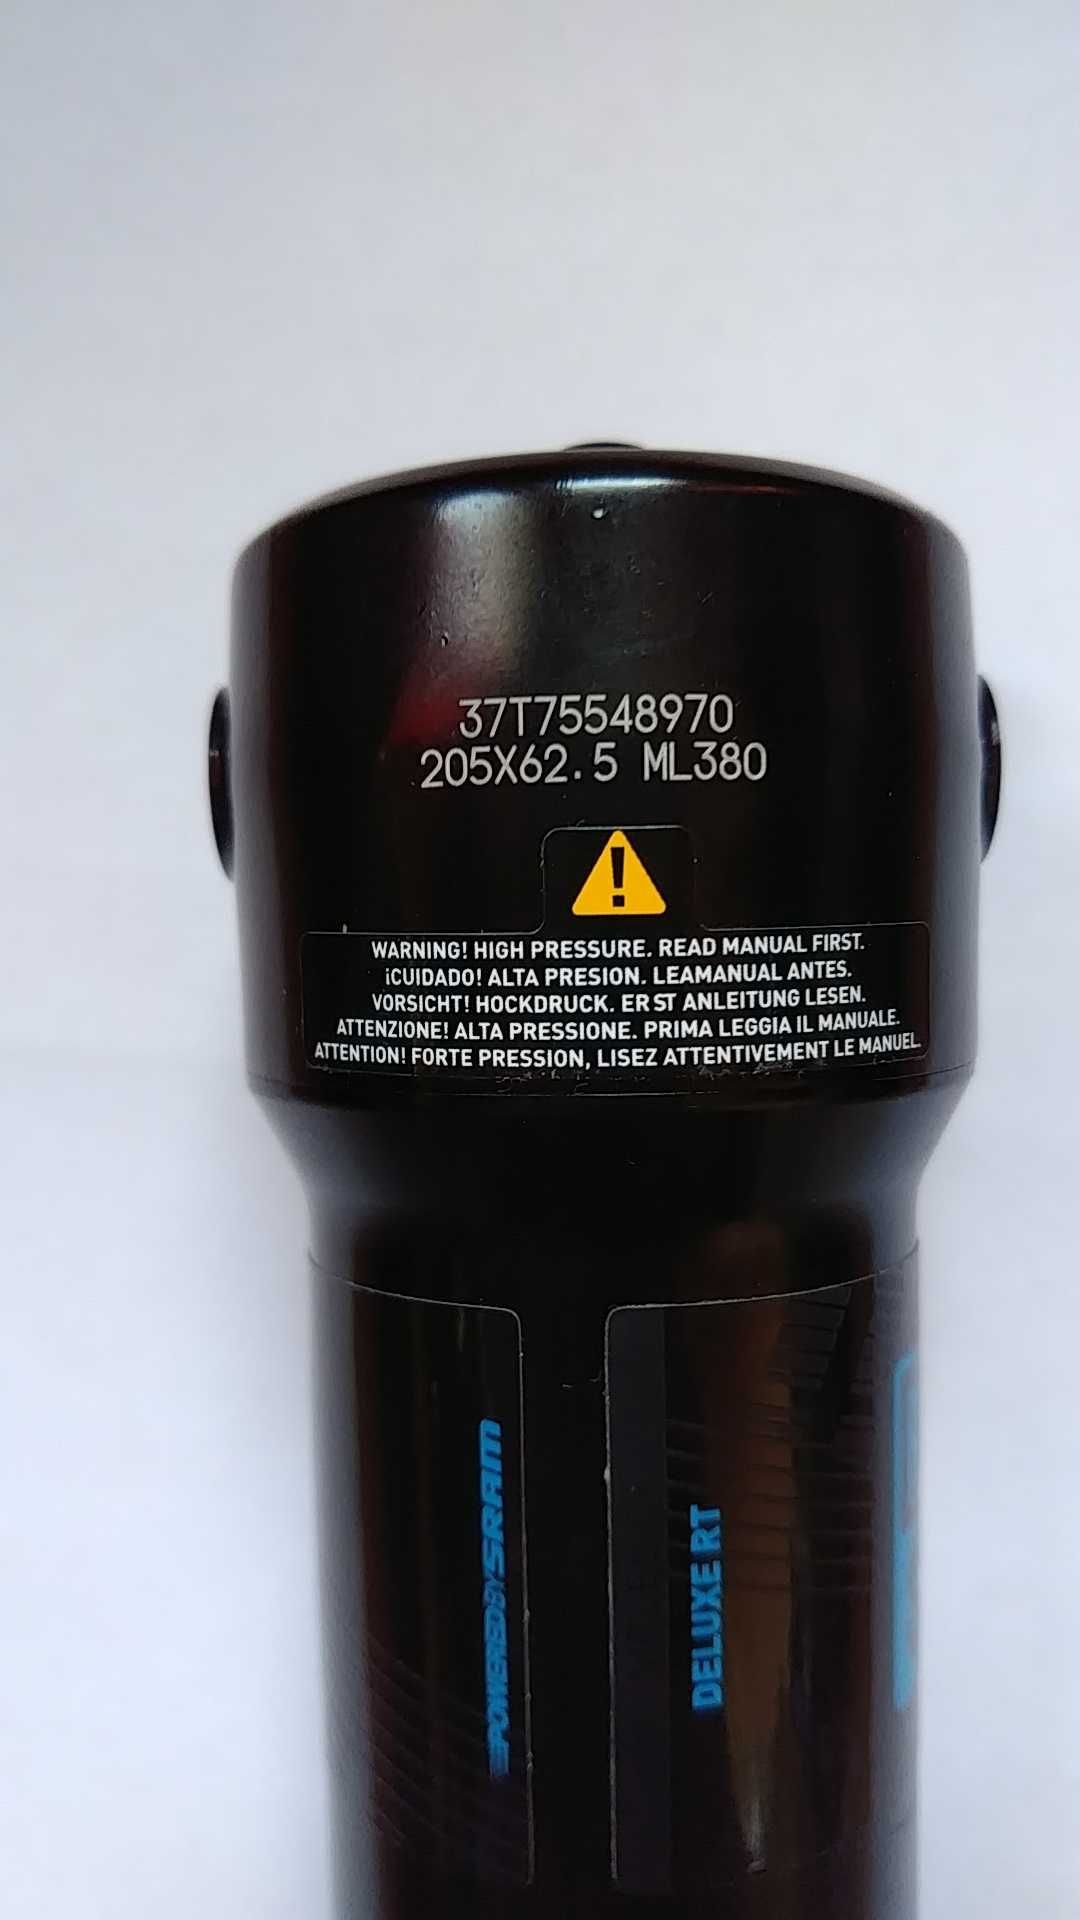 37T75548970
205X62.5 ML380
WARNING! HIGH PRESSURE. READ MANUAL FIRST.
¡CUIDADO! ALTA PRESION. LEAMANUAL ANTES.
VORSICHT! HOCKDRUCK. ERST ANLEITUNG LESEN.
ATTENZIONE! ALTA PRESSIONE. PRIMA LEGGIA IL MANUALE.
ATTENTION! FORTE PRESSION, LISEZ ATTENTIVEMENT LE MANUEL.
POWERED BY SRAM
DELUXE RT